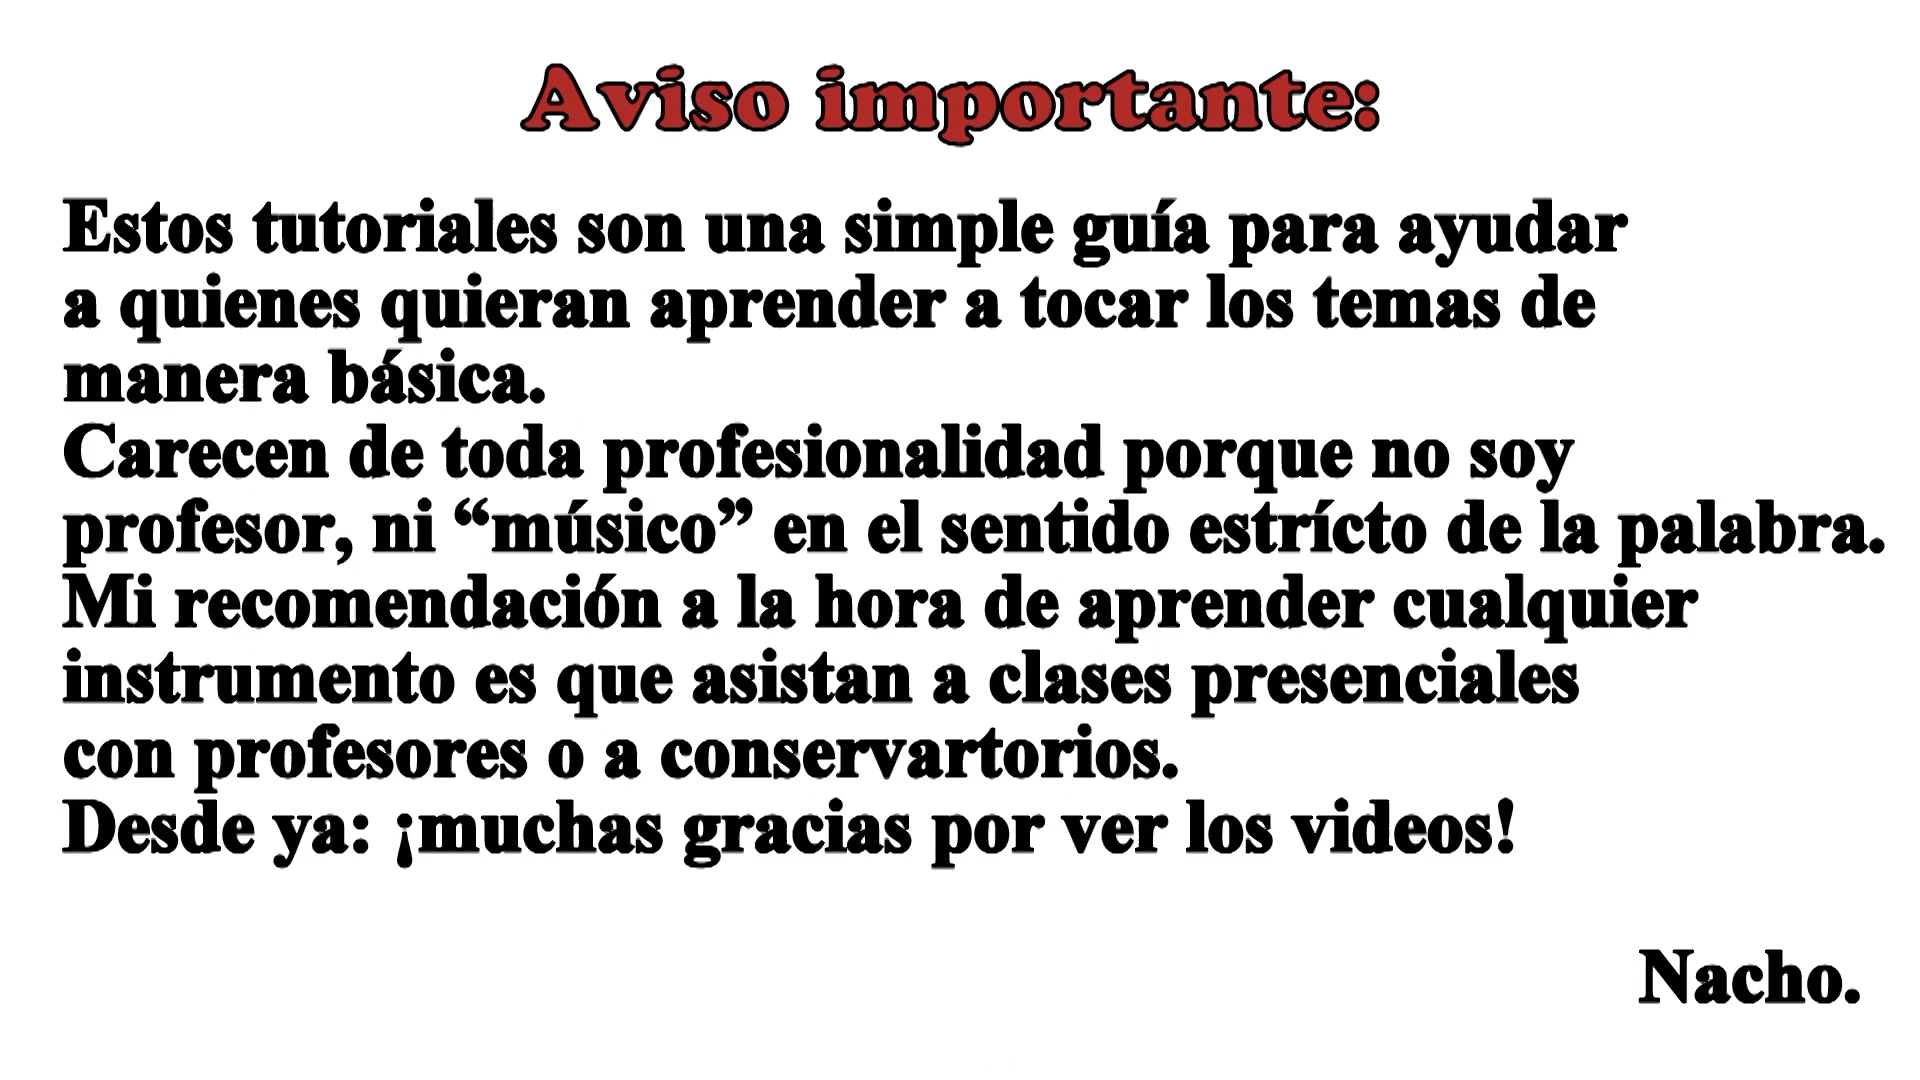 Aviso importante:
Estos tutoriales son una simple guía para ayudar
a quienes quieran aprender a tocar los temas de
manera básica.
Carecen de toda profesionalidad porque no soy
profesor, ni “músico” en el sentido estrícto de la palabra.
Mi recomendación a la hora de aprender cualquier
instrumento es que asistan a clases presenciales
con profesores o a conservartorios.
Desde ya: ¡muchas gracias por ver los videos!
Nacho.